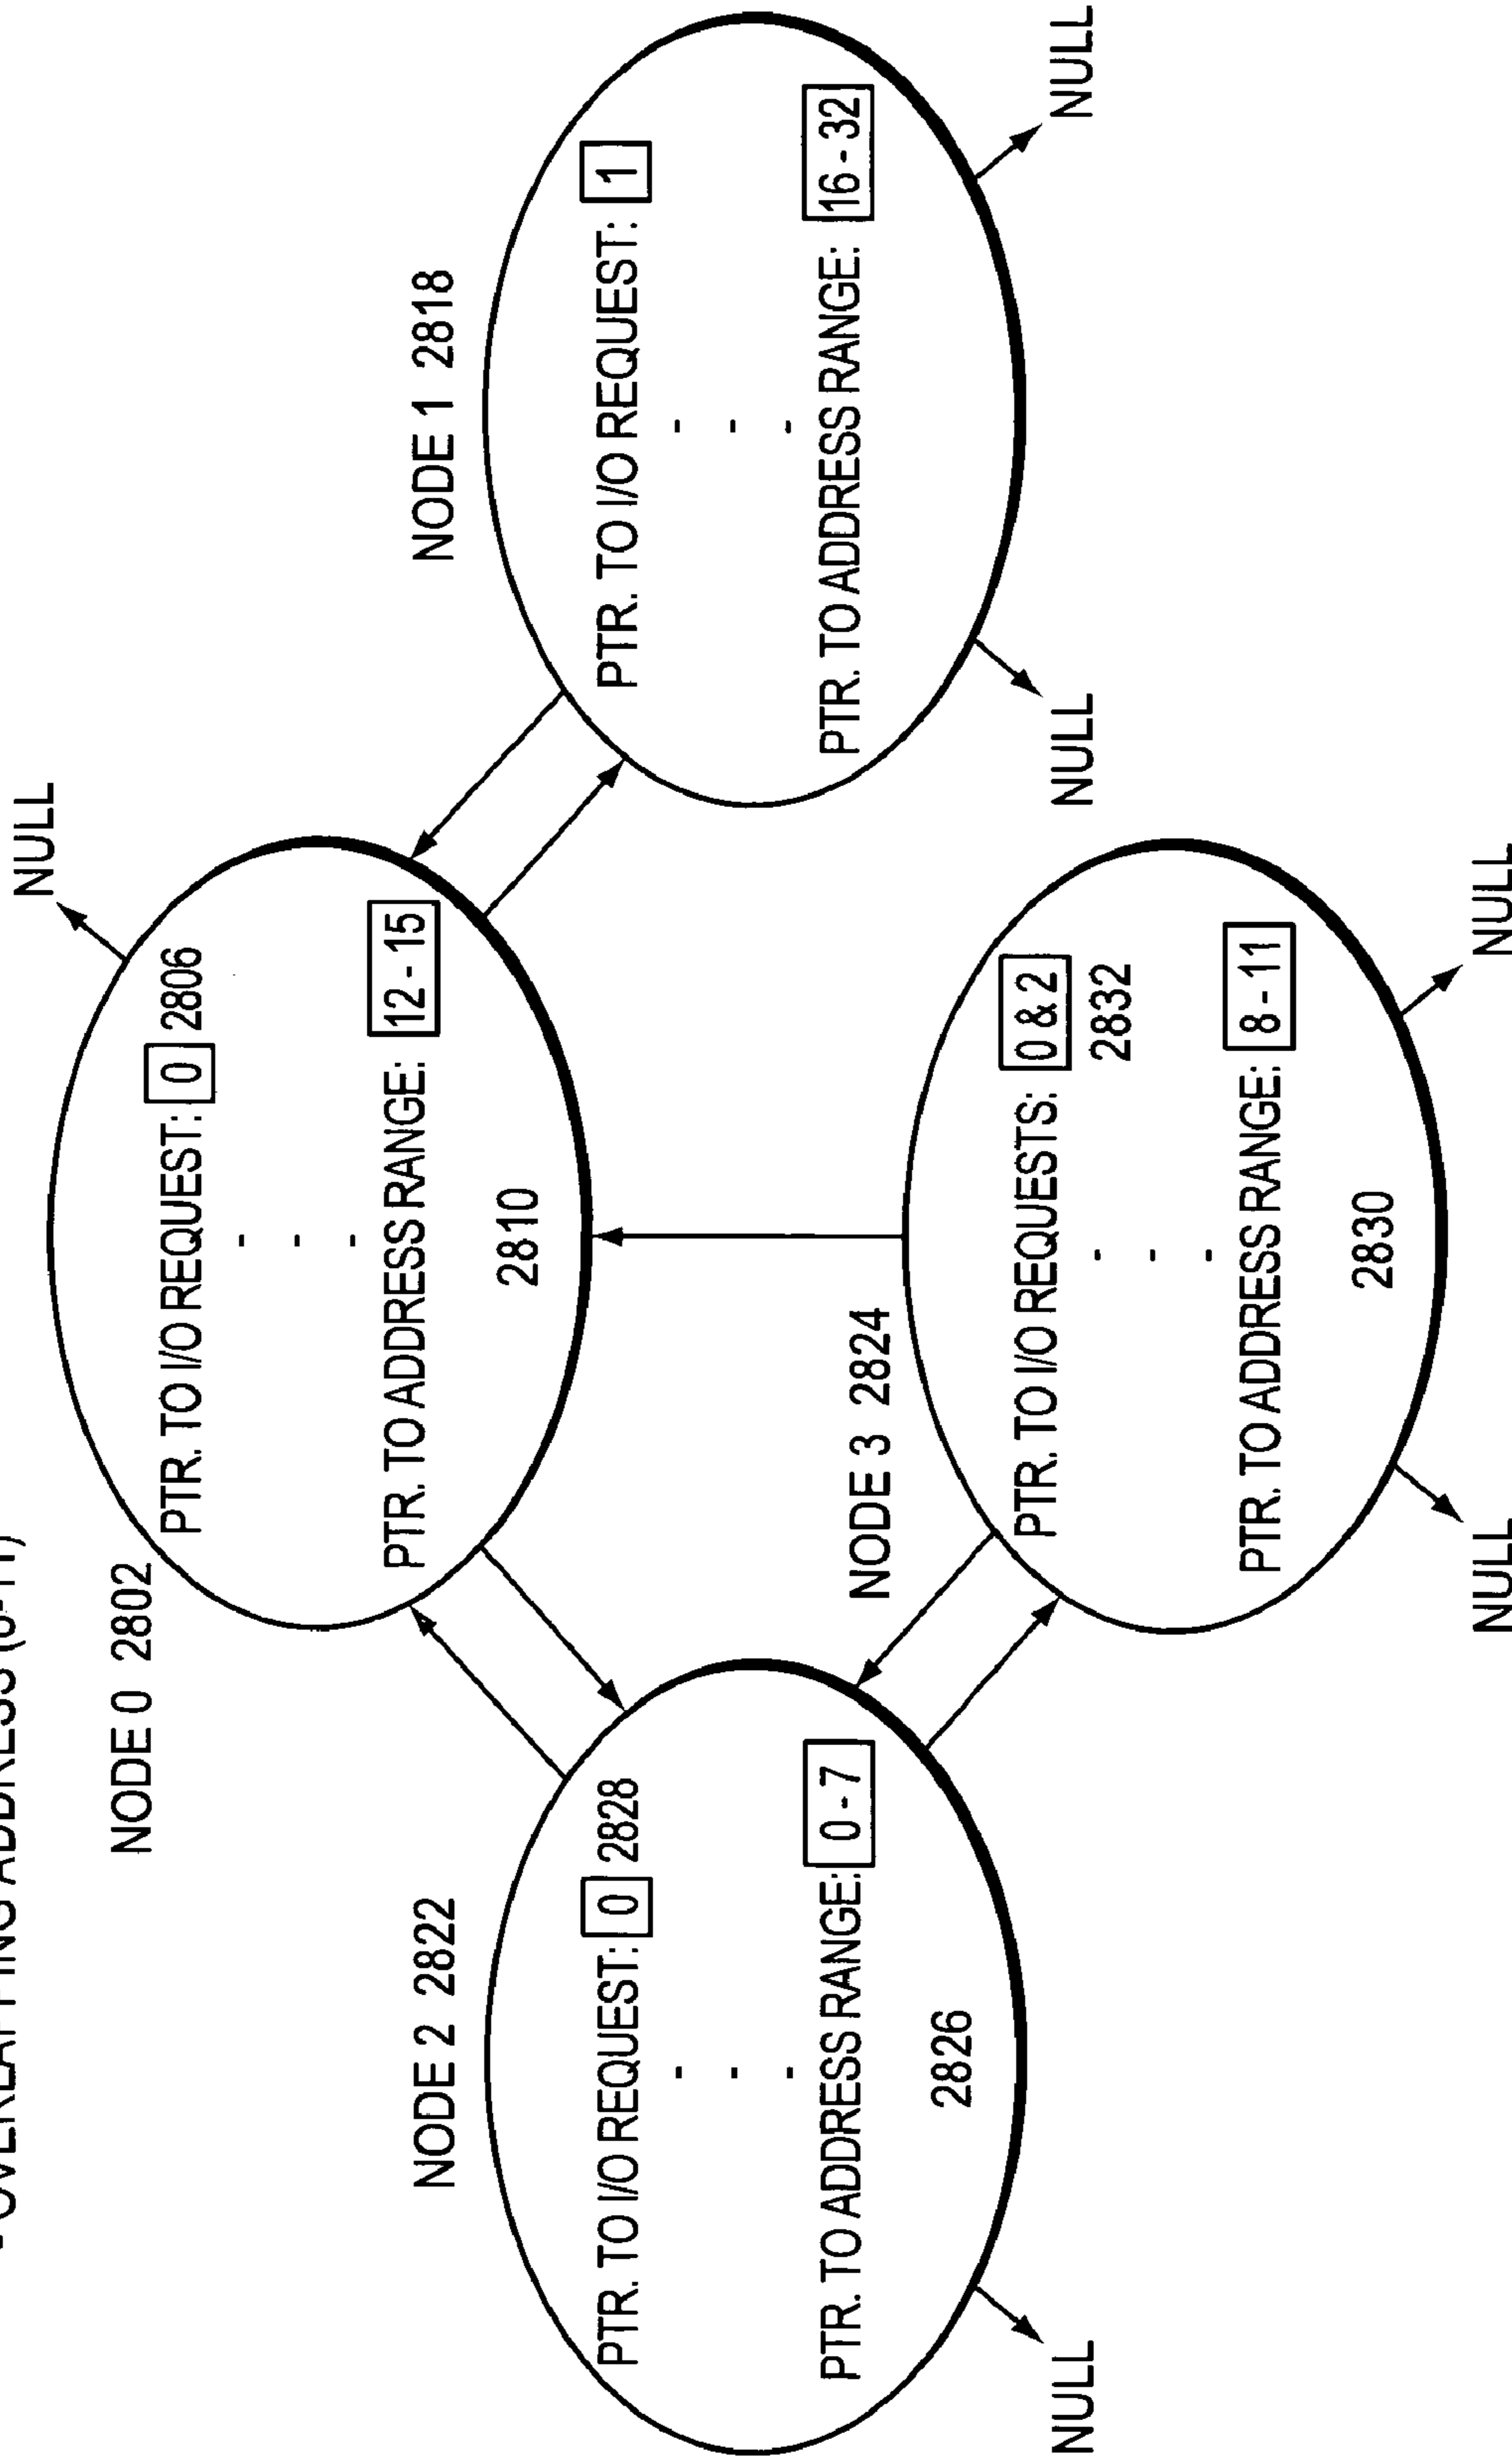 - OVERLAPPING ADDRESS
NULL
NODE 0 2802
PTR. TO I/O REQUEST: 0 2806
PTR. TO ADDRESS RANGE: 12 - 15
2810
NODE 2 2822
PTR. TO I/O REQUEST: 0 2828
PTR. TO ADDRESS RANGE: 0 - 7
2826
NULL
NODE 1 2818
PTR. TO I/O REQUEST: 1
PTR. TO ADDRESS RANGE: 16 - 32
NULL
NULL
NODE 3 2824
PTR. TO I/O REQUESTS: 0 & 2
2832
PTR. TO ADDRESS RANGE: 8 - 11
2830
NULL
NULL